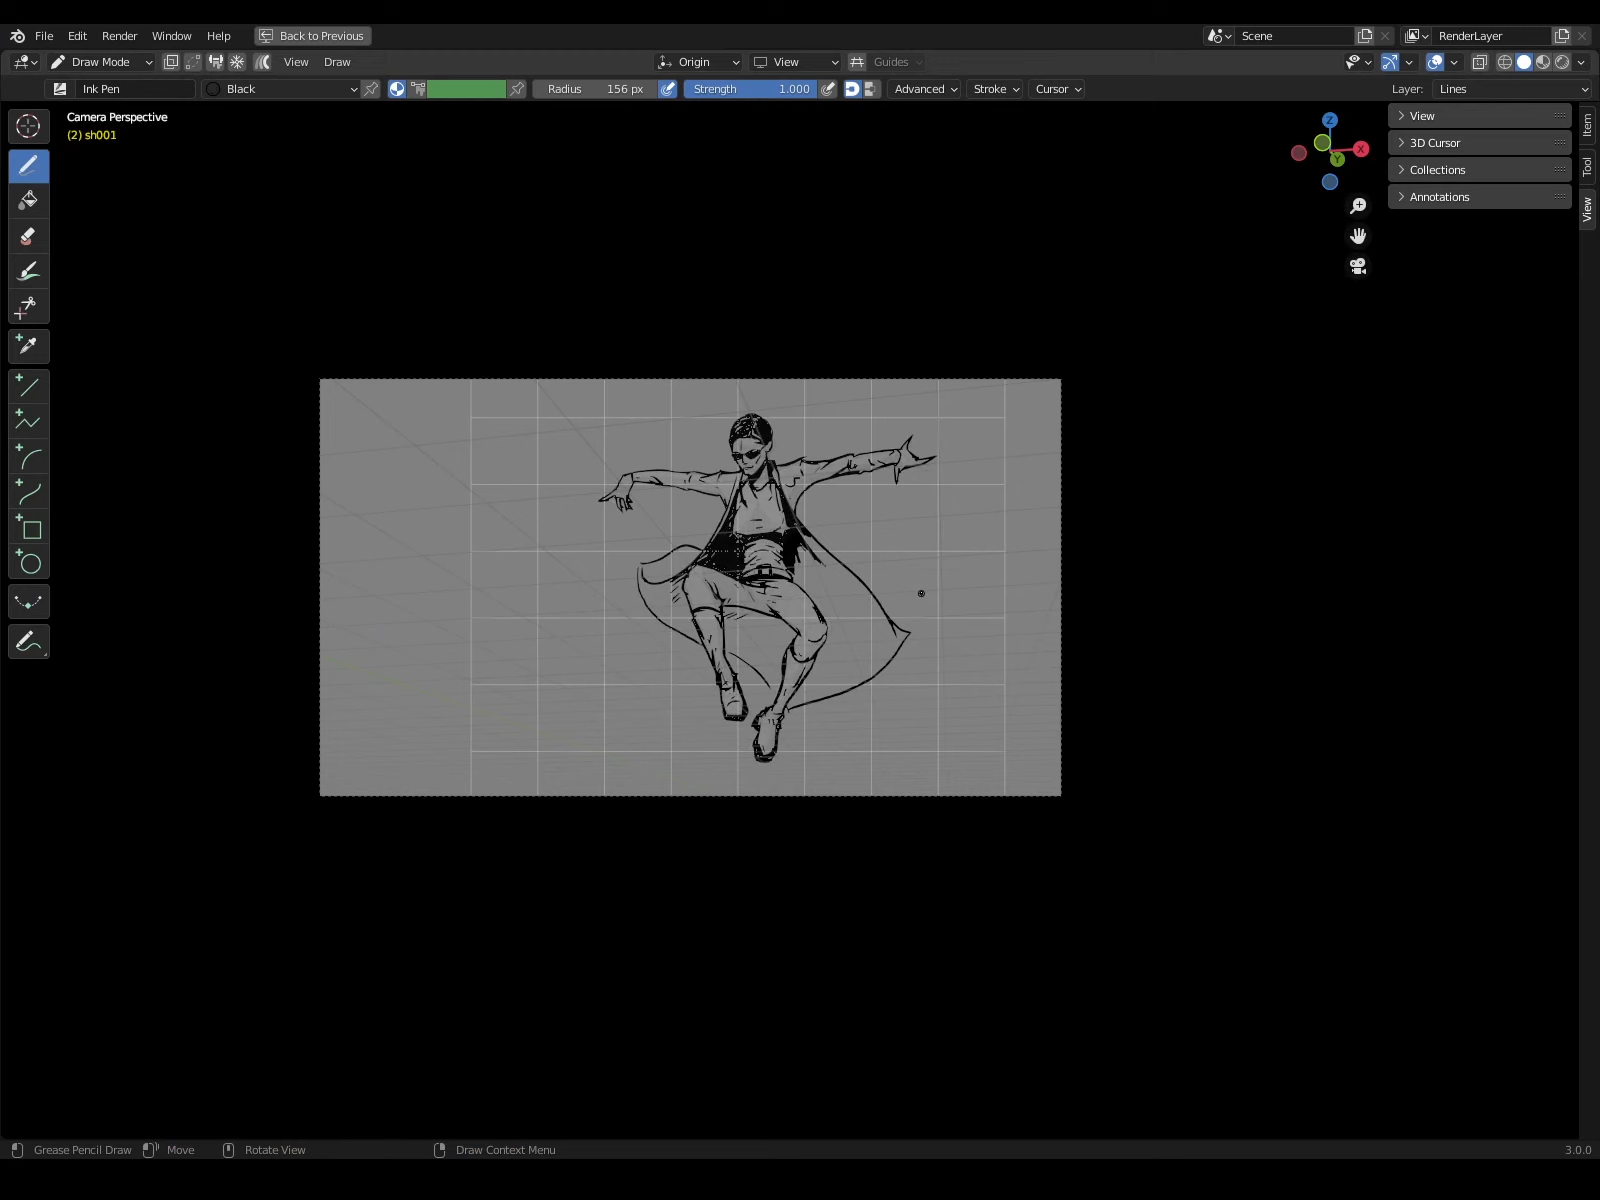 File Edit Render Window Help Back to Previous Scene RenderLayer
Draw Mode View Draw Origin View Guides
Ink Pen Black Radius 156 px Strength 1.000 Advanced Stroke Cursor Layer: Lines
Camera Perspective
(2) sh001
Z
X
Y
View
3D Cursor
Collections
Annotations
Item
Tool
View
Grease Pencil Draw Move Rotate View Draw Context Menu 3.0.0